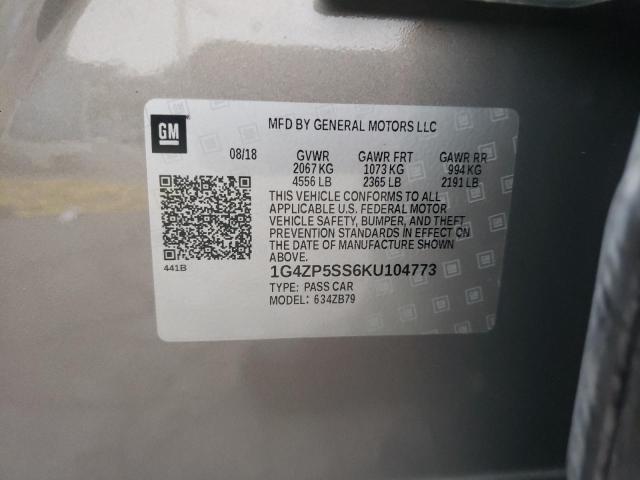 GM
MFD BY GENERAL MOTORS LLC
08/18 GVWR GAWR FRT GAWR RR
2067 KG 1073 KG 994 KG
4556 LB 2365 LB 2191 LB
THIS VEHICLE CONFORMS TO ALL
APPLICABLE U.S. FEDERAL MOTOR
VEHICLE SAFETY, BUMPER, AND THEFT
PREVENTION STANDARDS IN EFFECT ON
THE DATE OF MANUFACTURE SHOWN
ABOVE.
441B
1G4ZP5SS6KU104773
TYPE: PASS CAR
MODEL: 634ZB79